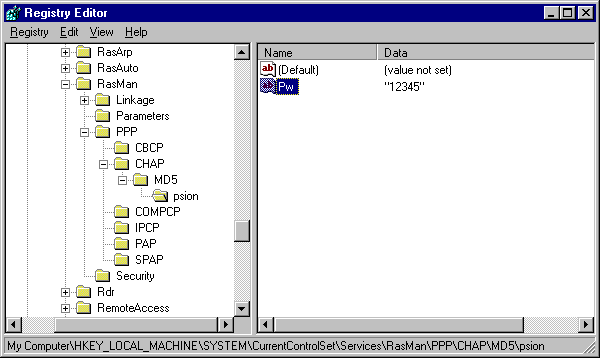 Registry Editor
Registry Edit View Help
RasArp
RasAuto
RasMan
Linkage
Parameters
PPP
CBCP
CHAP
MD5
psion
COMPCP
IPCP
PAP
SPAP
Security
Rdr
RemoteAccess
Name Data
ab (Default) (value not set)
ab Pw "12345"
My Computer\HKEY_LOCAL_MACHINE\SYSTEM\CurrentControlSet\Services\RasMan\PPP\CHAP\MD5\psion